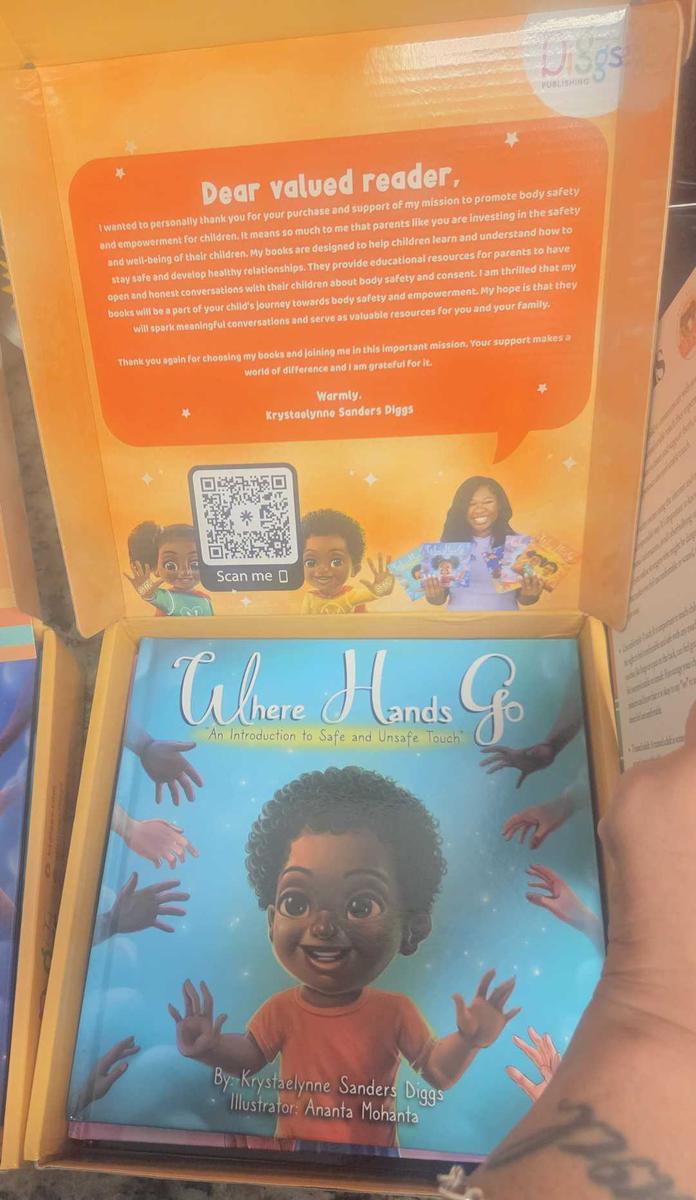 Diggs
PUBLISHING
Dear valued reader,
I wanted to personally thank you for your purchase and support of my mission to promote body safety
and empowerment for children. It means so much to me that parents like you are investing in the safety
and well-being of their children. My books are designed to help children learn and understand how to
stay safe and develop healthy relationships. They provide educational resources for parents to have
open and honest conversations with their children about body safety and consent. I am thrilled that my
books will be a part of your child's journey towards body safety and empowerment. My hope is that they
will spark meaningful conversations and serve as valuable resources for you and your family.
Thank you again for choosing my books and joining me in this important mission. Your support makes a
world of difference and I am grateful for it.
Warmly,
Krystaelynne Sanders Diggs
Scan me
Where Hands Go
"An Introduction to Safe and Unsafe Touch"
By: Krystaelynne Sanders Diggs
Illustrator: Ananta Mohanta